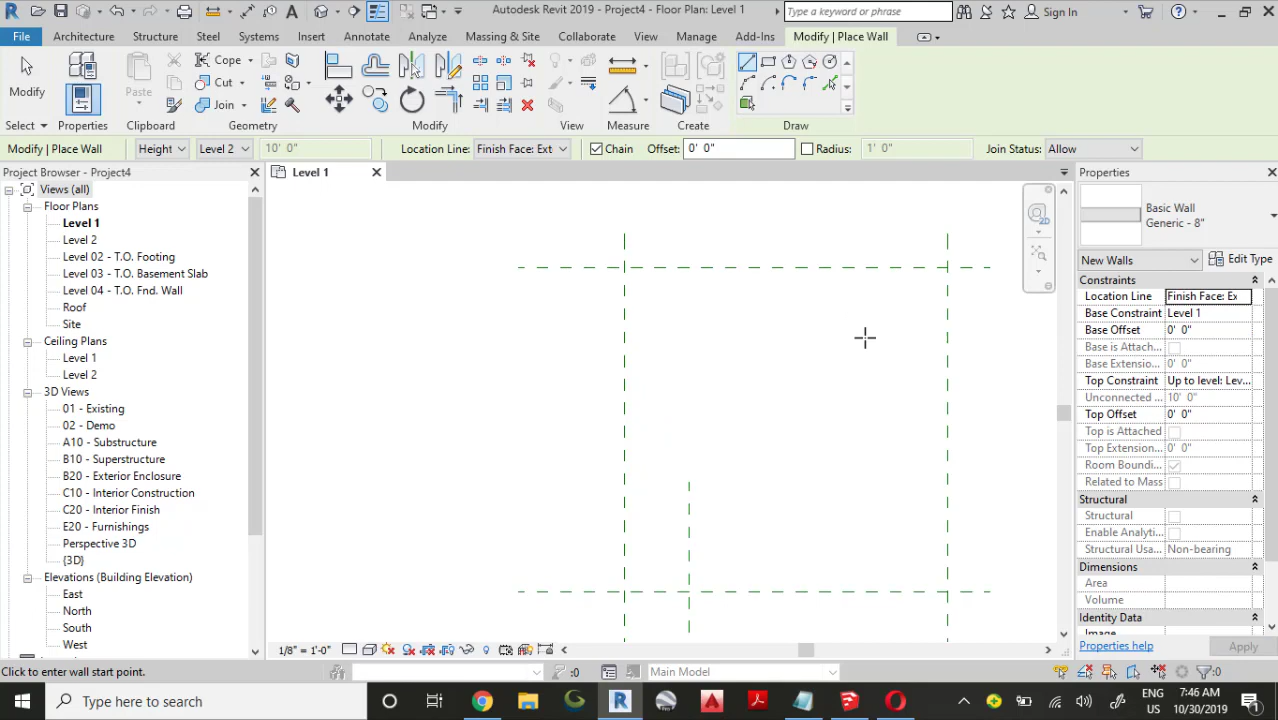 Autodesk Revit 2019 - Project4 - Floor Plan: Level 1
Type a keyword or phrase
Sign In
File Architecture Structure Steel Systems Insert Annotate Analyze Massing & Site Collaborate View Manage Add-Ins Modify | Place Wall
Modify
Paste
Cope
Cut
Join
Select Properties Clipboard Geometry Modify View Measure Create Draw
Modify | Place Wall Height Level 2 10' 0" Location Line: Finish Face: Ext Chain Offset: 0' 0" Radius: 1' 0" Join Status: Allow
Project Browser - Project4
Views (all)
Floor Plans
Level 1
Level 2
Level 02 - T.O. Footing
Level 03 - T.O. Basement Slab
Level 04 - T.O. Fnd. Wall
Roof
Site
Ceiling Plans
Level 1
Level 2
3D Views
01 - Existing
02 - Demo
A10 - Substructure
B10 - Superstructure
B20 - Exterior Enclosure
C10 - Interior Construction
C20 - Interior Finish
E20 - Furnishings
Perspective 3D
{3D}
Elevations (Building Elevation)
East
North
South
West
Level 1
2D
Properties
Basic Wall
Generic - 8"
New Walls Edit Type
Constraints
Location Line Finish Face: Ex
Base Constraint Level 1
Base Offset 0' 0"
Base is Attach...
Base Extension...
Top Constraint Up to level: Lev...
Unconnected ... 10' 0"
Top Offset 0' 0"
Top is Attached
Top Extension...
Room Boundi...
Related to Mass
Structural
Structural
Enable Analyti...
Structural Usa... Non-bearing
Dimensions
Area
Volume
Identity Data
Image
Properties help Apply
1/8" = 1'-0"
Click to enter wall start point. :0 Main Model :0
Type here to search
ENG
US
7:46 AM
10/30/2019
1